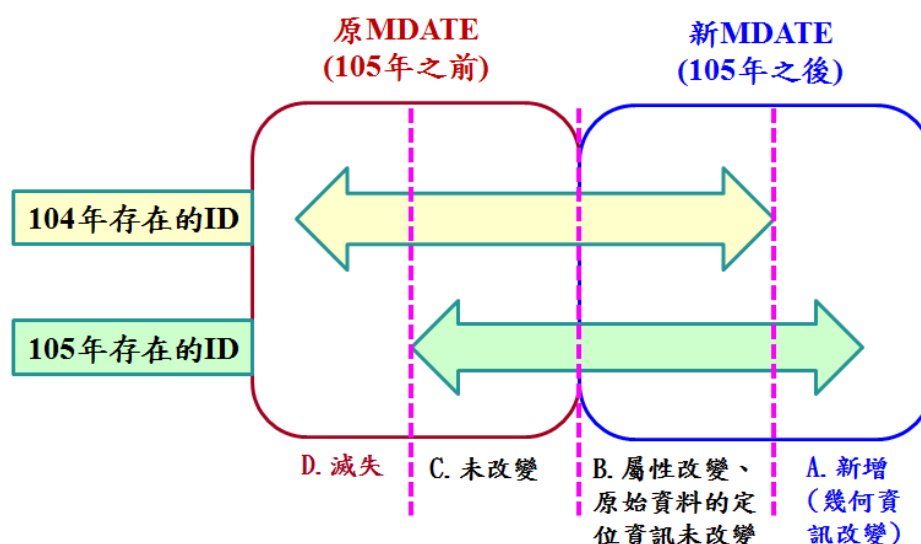 原MDATE
(105年之前)
新MDATE
(105年之後)
104年存在的ID
105年存在的ID
D. 滅失
C. 未改變
B. 屬性改變、
原始資料的定
位資訊未改變
A. 新增
(幾何資
訊改變)